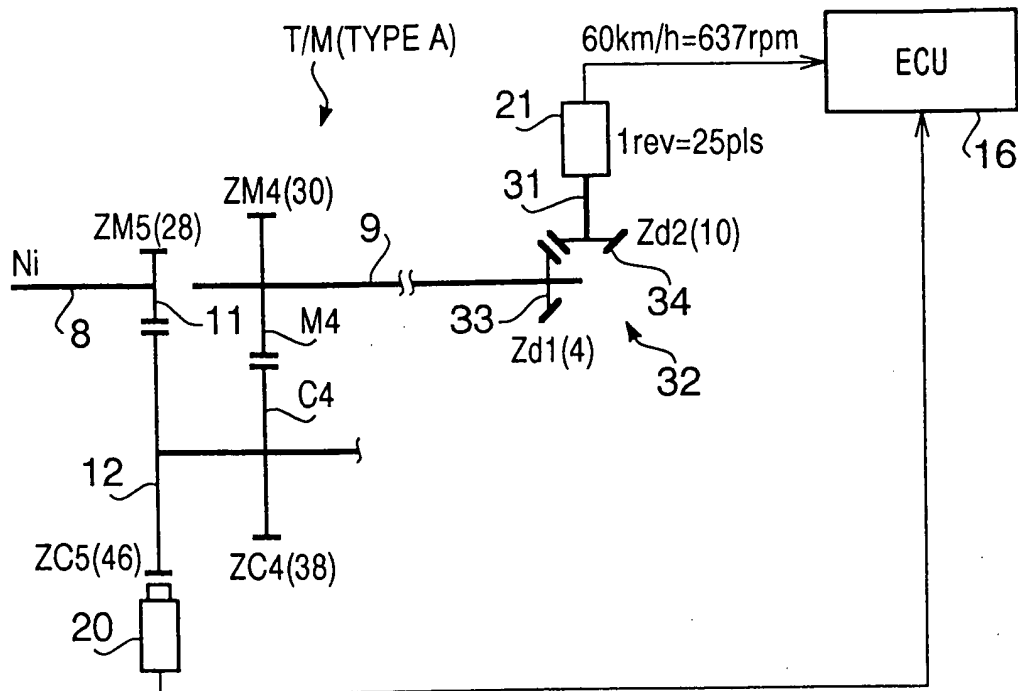 T/M(TYPE A)
60km/h=637rpm
ECU
16
21
1rev=25pls
31
ZM4(30)
ZM5(28)
9
Zd2(10)
Ni
8
11
M4
33
34
Zd1(4)
32
C4
12
ZC5(46)
ZC4(38)
20